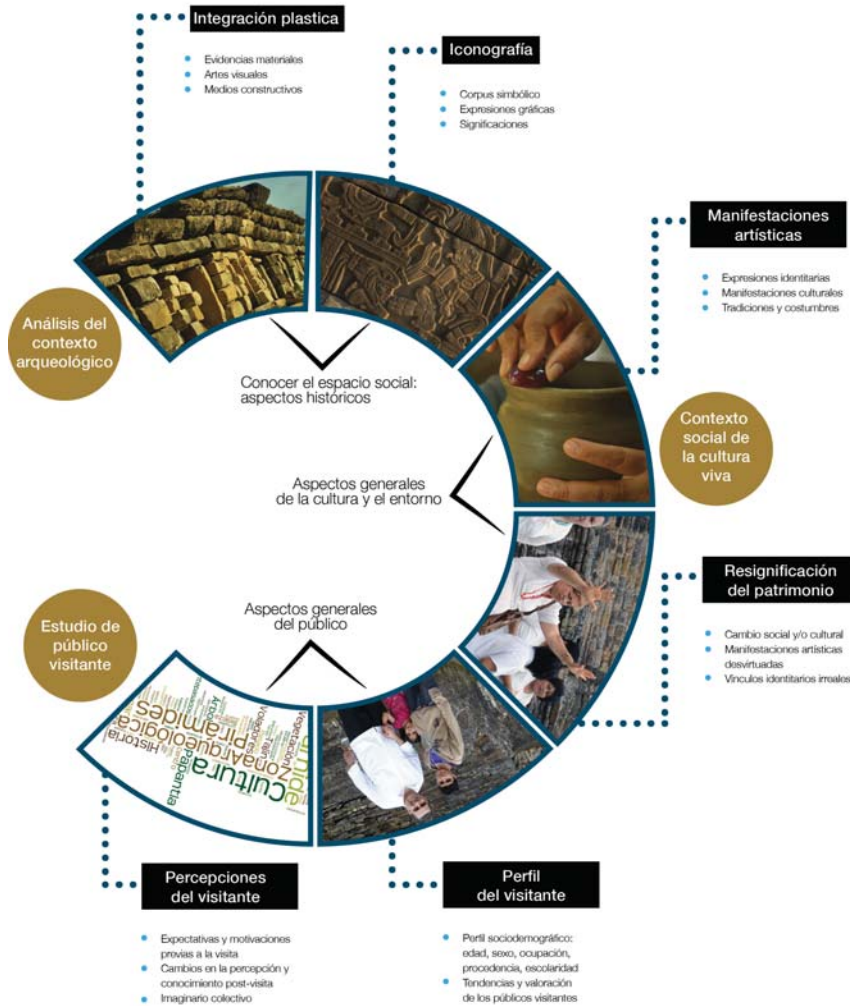 Integración plastica
Evidencias materiales
Artes visuales
Medios constructivos
Iconografía
Corpus simbólico
Expresiones gráficas
Significaciones
Manifestaciones
artísticas
Expresiones identitarias
Manifestaciones culturales
Tradiciones y costumbres
Análisis del
contexto
arqueológico
Conocer el espacio social:
aspectos históricos
Contexto
social de
la cultura
viva
Aspectos generales
de la cultura y el entorno
Resignificación
del patrimonio
Cambio social y/o cultural
Manifestaciones artísticas
desvirtuadas
Vinculos identitarios irreales
Aspectos generales
del público
Estudio de
público
visitante
Vegetación
Voladores
Tajín
Zona Arqueológica
Pirámides
Historia
Cultura
Papantla
Percepciones
del visitante
Expectativas y motivaciones
previas a la visita
Cambios en la percepción y
conocimiento post-visita
Imaginario colectivo
Perfil
del visitante
Perfil sociodemográfico:
edad, sexo, ocupación,
procedencia, escolaridad
Tendencias y valoración
de los públicos visitantes